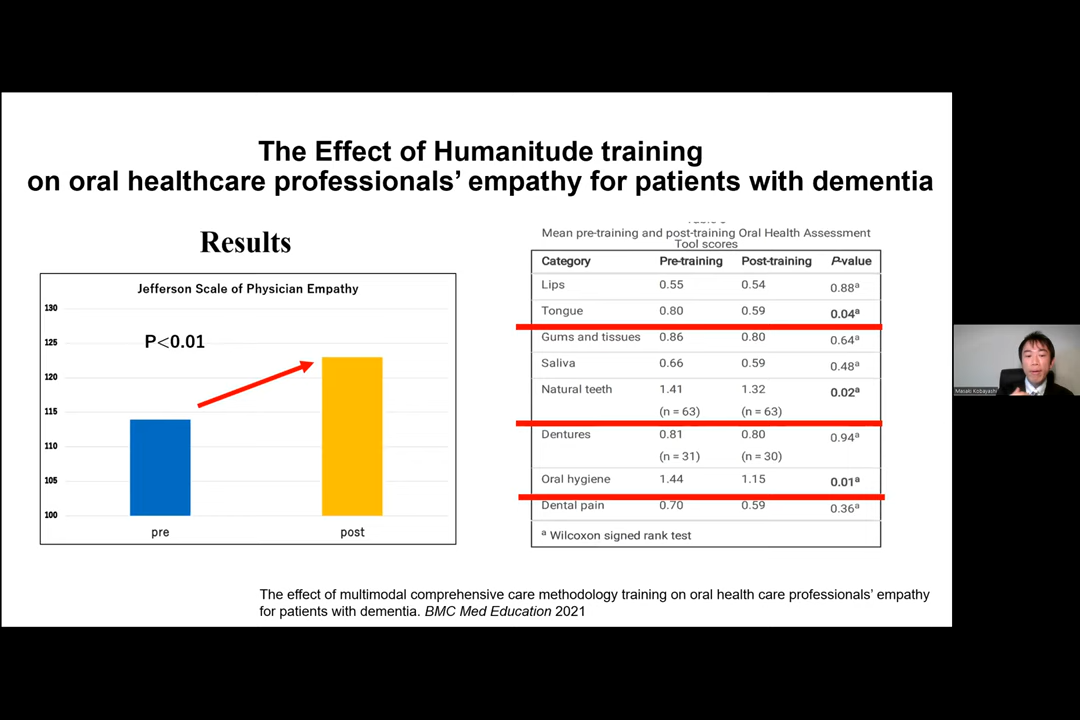 The Effect of Humanitude training
on oral healthcare professionals’ empathy for patients with dementia
Results
Jefferson Scale of Physician Empathy
130
125
120
115
110
105
100
P<0.01
pre post
Mean pre-training and post-training Oral Health Assessment
Tool scores
Category Pre-training Post-training P-value
Lips 0.55 0.54 0.88a
Tongue 0.80 0.59 0.04a
Gums and tissues 0.86 0.80 0.64a
Saliva 0.66 0.59 0.48a
Natural teeth 1.41 1.32 0.02a
(n = 63) (n = 63)
Dentures 0.81 0.80 0.94a
(n = 31) (n = 30)
Oral hygiene 1.44 1.15 0.01a
Dental pain 0.70 0.59 0.36a
a Wilcoxon signed rank test
The effect of multimodal comprehensive care methodology training on oral health care professionals’ empathy
for patients with dementia. BMC Med Education 2021
Masaki Kobayashi